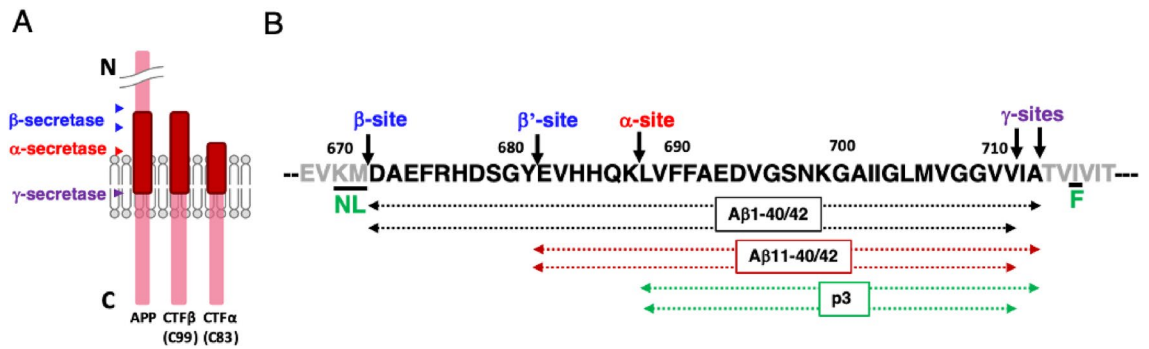 A
N
β-secretase
α-secretase
γ-secretase
C
APP CTFβ CTFα
(C99) (C83)
B
β-site β'-site α-site γ-sites
670 680 690 700 710
--EVKMDAEFRHDSGYEVHHQKLVFFAEDVGSNKGAIIGLMVGGVVIATVIVIT---
NL F
Aβ1-40/42
Aβ11-40/42
p3